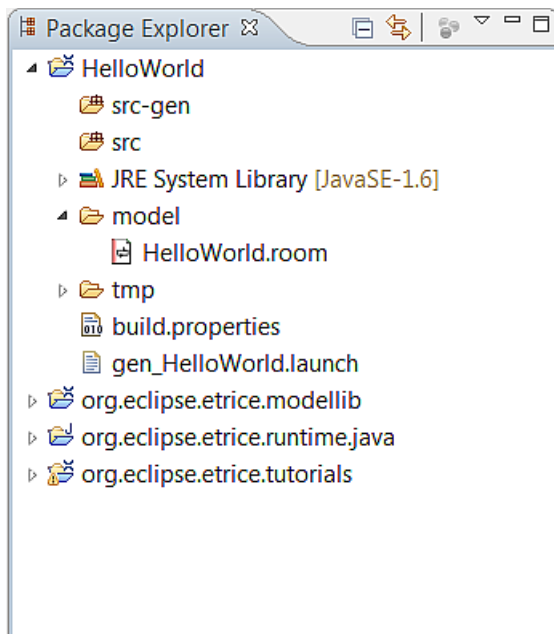 Package Explorer
HelloWorld
src-gen
src
JRE System Library [JavaSE-1.6]
model
HelloWorld.room
tmp
010
build.properties
gen_HelloWorld.launch
org.eclipse.etrice.modellib
org.eclipse.etrice.runtime.java
org.eclipse.etrice.tutorials